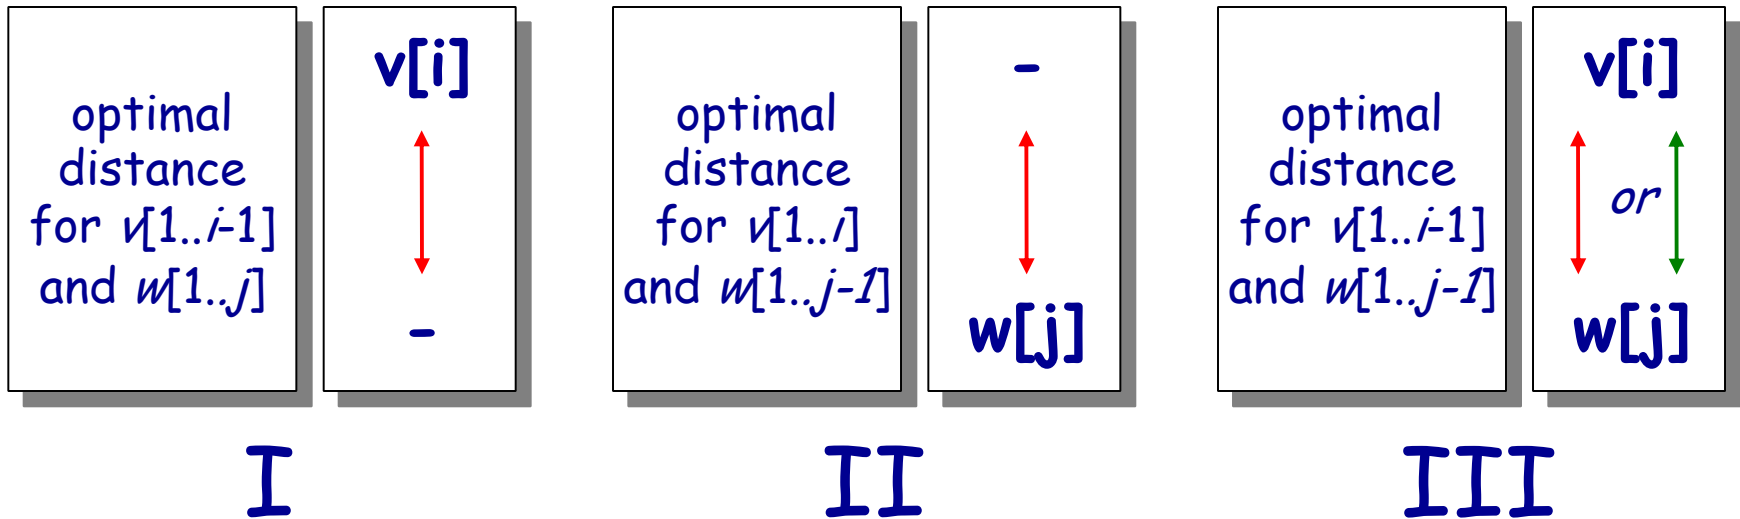 optimal
distance
for v[1..i-1]
and w[1..j]
v[i]
-
I
optimal
distance
for v[1..i]
and w[1..j-1]
-
w[j]
II
optimal
distance
for v[1..i-1]
and w[1..j-1]
v[i]
or
w[j]
III